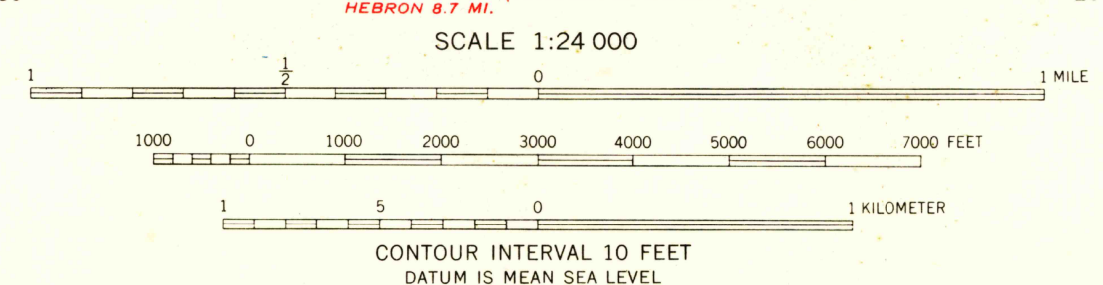 HEBRON 8.7 MI.
SCALE 1:24 000
1 1/2 0 1 MILE
1000 0 1000 2000 3000 4000 5000 6000 7000 FEET
1 5 0 1 KILOMETER
CONTOUR INTERVAL 10 FEET
DATUM IS MEAN SEA LEVEL